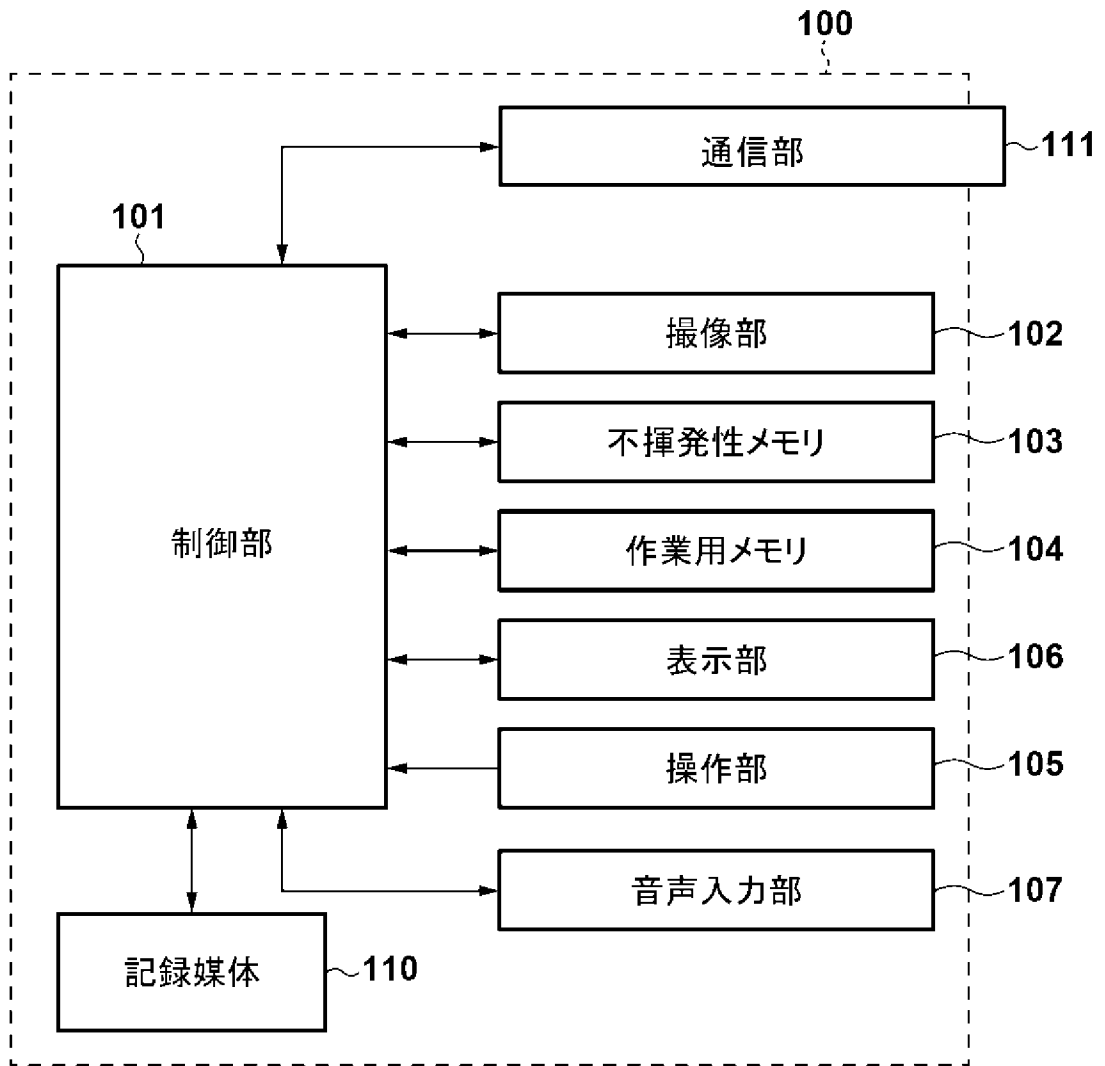 100
通信部
111
101
制御部
撮像部
102
不揮発性メモリ
103
作業用メモリ
104
表示部
106
操作部
105
音声入力部
107
記録媒体
110